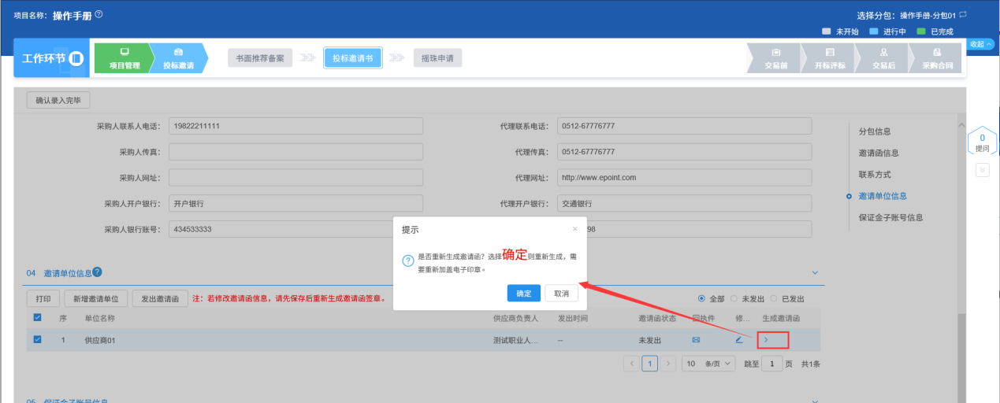 项目名称: 操作手册
选择分包: 操作手册-分包01
未开始 进行中 已完成
工作环节
项目管理
投标邀请
书面推荐备案
投标邀请书
摇珠申请
交易前
开标评标
交易后
采购合同
收起
确认录入完毕
采购人联系人电话: 19822211111
代理联系电话: 0512-67776777
采购人传真:
代理传真: 0512-67776777
采购人网址:
代理网址: http://www.epoint.com
采购人开户银行: 开户银行
代理开户银行: 交通银行
采购人银行账号: 434533333
98
分包信息
邀请函信息
联系方式
邀请单位信息
保证金子账号信息
0
提问
提示
是否重新生成邀请函?选择确定则重新生成,需
要重新加盖电子印章。
确定 取消
04 邀请单位信息
打印 新增邀请单位 发出邀请函 注:若修改邀请函信息,请先保存后重新生成邀请函签章。
全部 未发出 已发出
序 单位名称 供应商负责人 发出时间 邀请函状态 回执件 修... 生成邀请函
1 供应商01 测试职业人... -- 未发出
1 10 条/页 跳至 1 页 共1条
05 保证金子账号信息